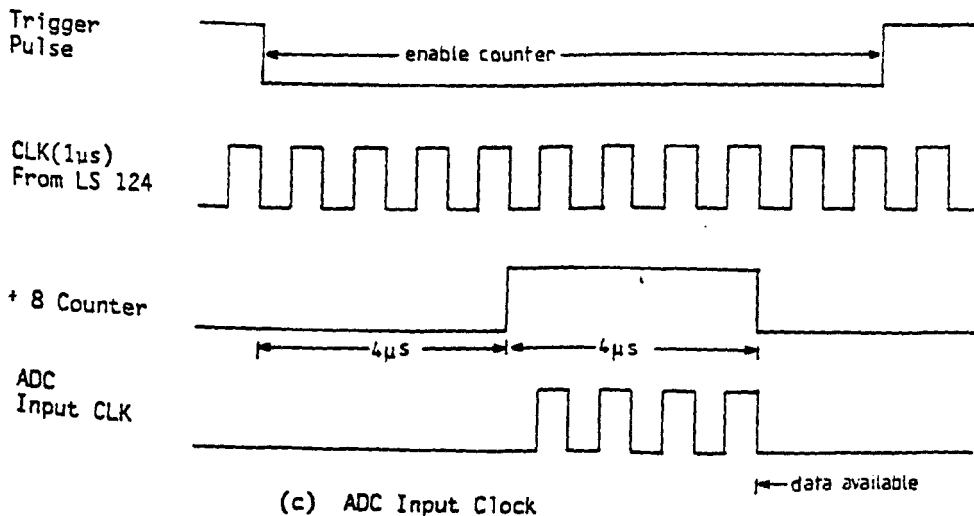 Trigger
Pulse
enable counter
CLK(1µs)
From LS 124
+ 8 Counter
4µs 4µs
ADC
Input CLK
data available
(c) ADC Input Clock